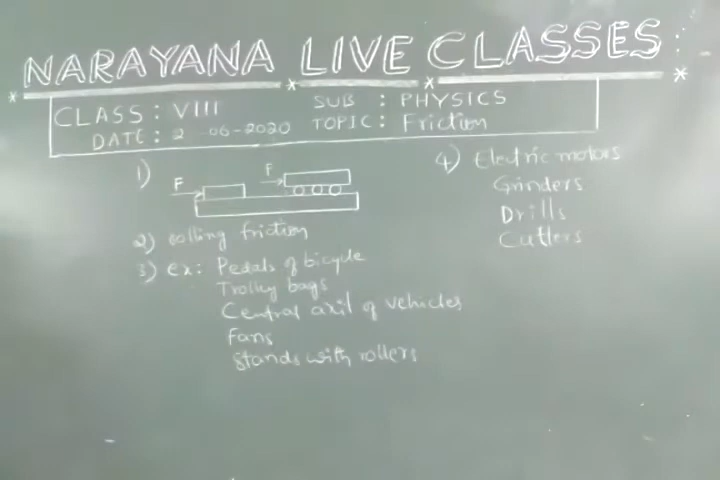 NARAYANA LIVE CLASSES:
CLASS : VIII SUB : PHYSICS
DATE : 2 06-2020 TOPIC : Friction
1) F F
2) rolling friction
3) ex: Pedals of bicycle
Trolley bags
Central axil of vehicles
Fans
Stands with rollers
4) Electric motors
Grinders
Drills
Cutters